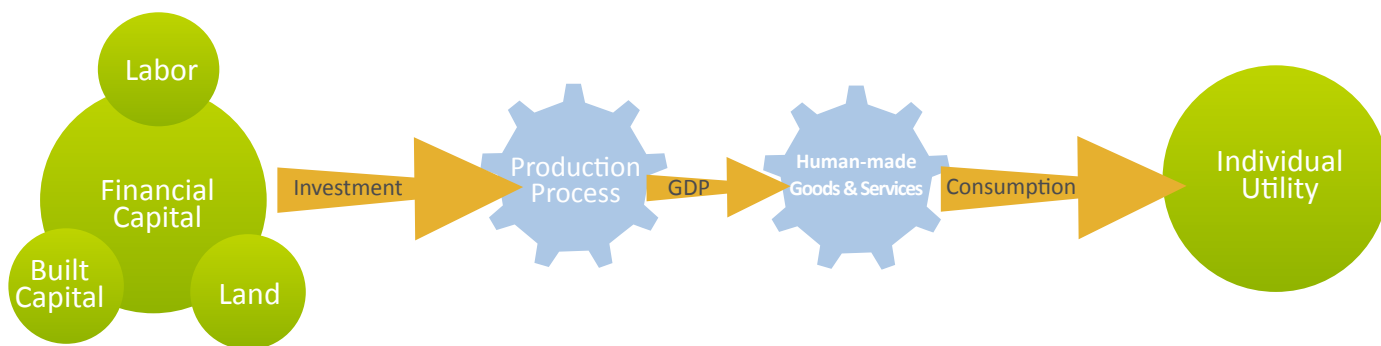 Labor
Financial
Capital
Built
Capital
Land
Investment
Production
Process
GDP
Human-made
Goods & Services
Consumption
Individual
Utility